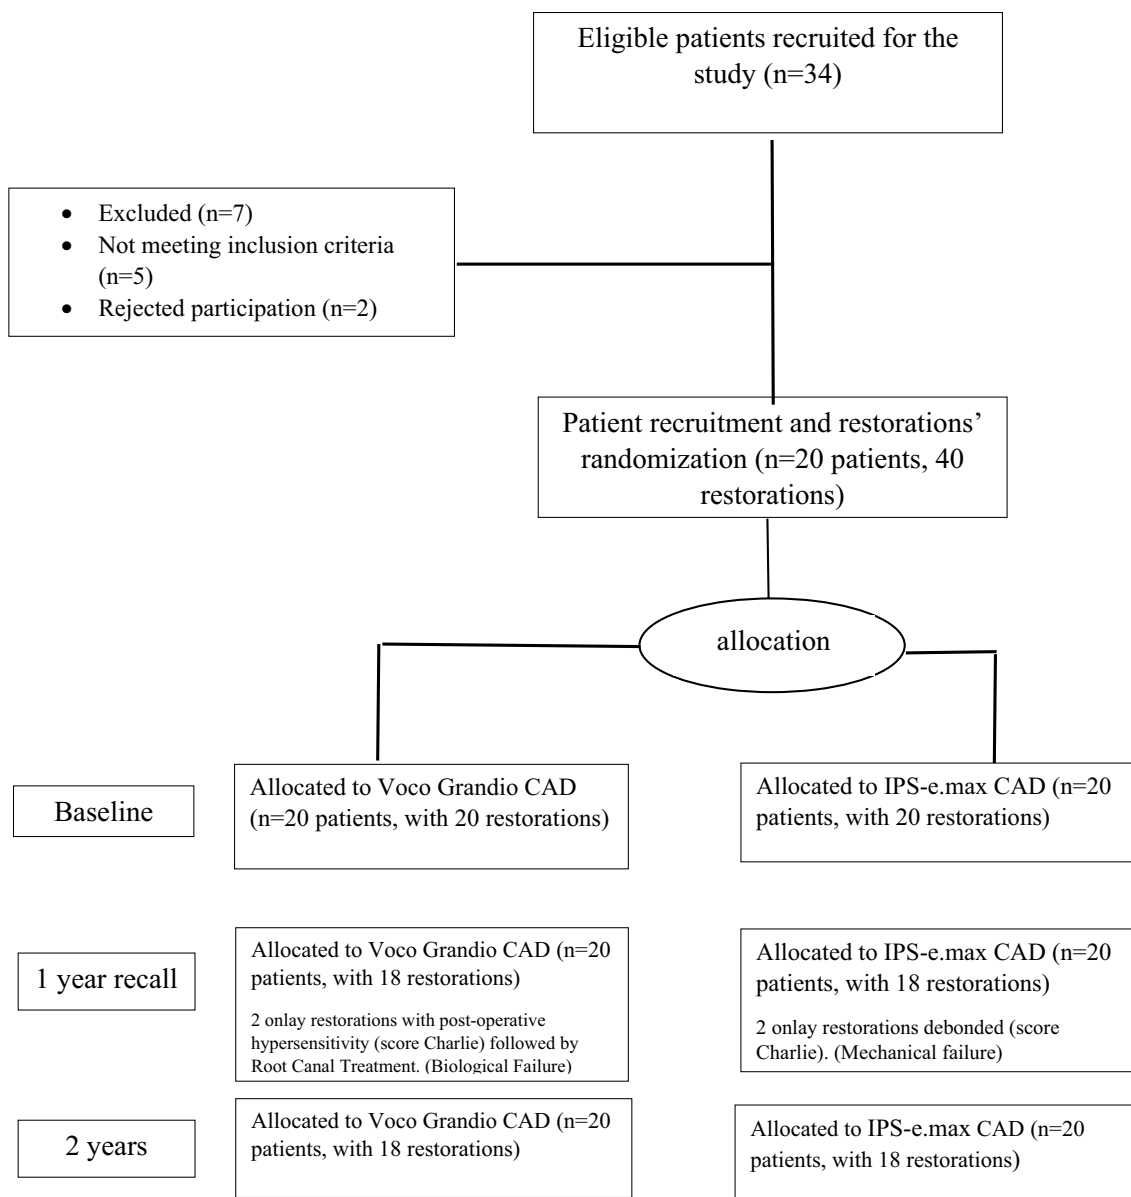 Eligible patients recruited for the
study (n=34)
• Excluded (n=7)
• Not meeting inclusion criteria
(n=5)
• Rejected participation (n=2)
Patient recruitment and restorations’
randomization (n=20 patients, 40
restorations)
allocation
Baseline
Allocated to Voco Grandio CAD
(n=20 patients, with 20 restorations)
Allocated to IPS-e.max CAD (n=20
patients, with 20 restorations)
1 year recall
Allocated to Voco Grandio CAD (n=20
patients, with 18 restorations)
2 onlay restorations with post-operative
hypersensitivity (score Charlie) followed by
Root Canal Treatment. (Biological Failure)
Allocated to IPS-e.max CAD (n=20
patients, with 18 restorations)
2 onlay restorations debonded (score
Charlie). (Mechanical failure)
2 years
Allocated to Voco Grandio CAD (n=20
patients, with 18 restorations)
Allocated to IPS-e.max CAD (n=20
patients, with 18 restorations)